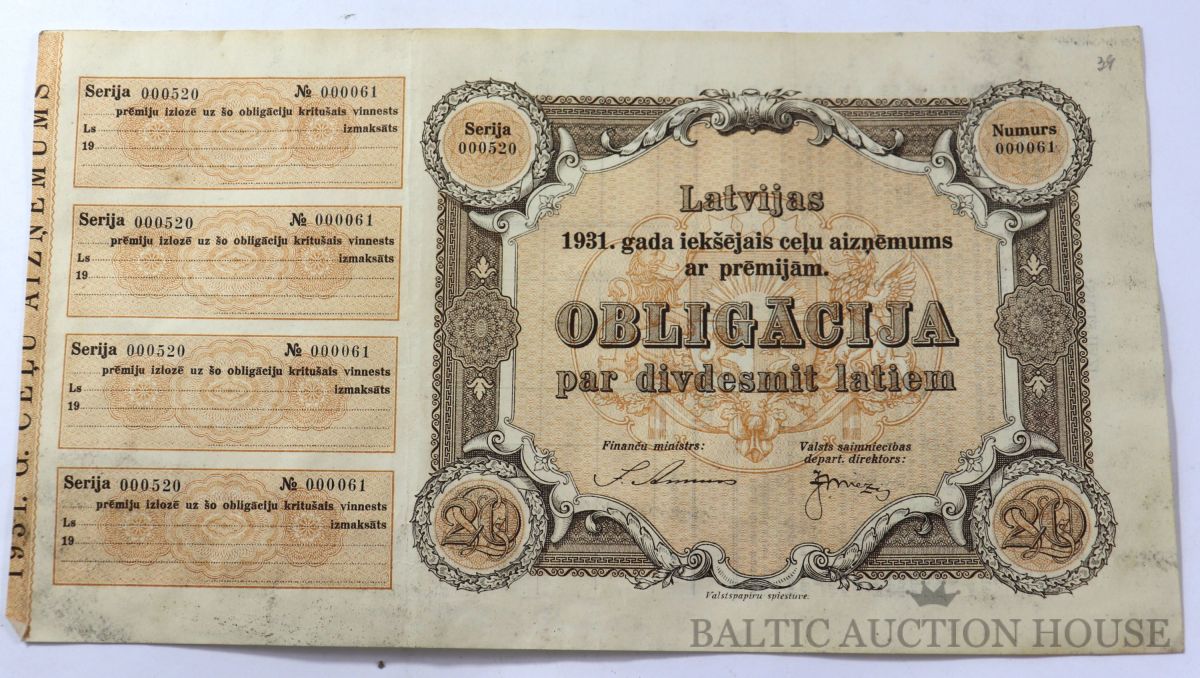 1931. G. CEĻU AIZŅĒMUMS
Serija 000520 № 000061
prēmiju izlozē uz šo obligāciju kritušais vinnests
Ls izmaksāts
19
Serija 000520 № 000061
prēmiju izlozē uz šo obligāciju kritušais vinnests
Ls izmaksāts
19
Serija 000520 № 000061
prēmiju izlozē uz šo obligāciju kritušais vinnests
Ls izmaksāts
19
Serija 000520 № 000061
prēmiju izlozē uz šo obligāciju kritušais vinnests
Ls izmaksāts
19
39
Serija
000520
Numurs
000061
Latvijas
1931. gada iekšējais ceļu aizņēmums
ar prēmijām.
OBLIGĀCIJA
par divdesmit latiem
Finanču ministrs:
Valsts saimniecības
depart. direktors:
20
20
Valstspapīru spiestuve.
BALTIC AUCTION HOUSE